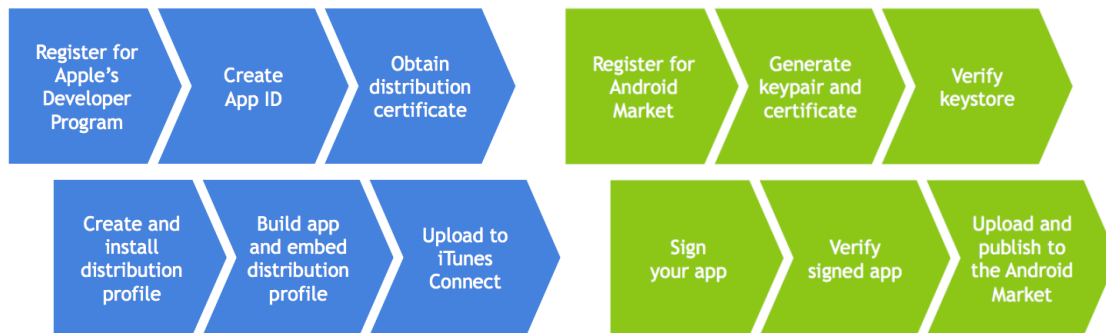 Register for
Apple's
Developer
Program
Create
App ID
Obtain
distribution
certificate
Create and
install
distribution
profile
Build app
and embed
distribution
profile
Upload to
iTunes
Connect
Register for
Android
Market
Generate
keypair and
certificate
Verify
keystore
Sign
your app
Verify
signed app
Upload and
publish to
the Android
Market